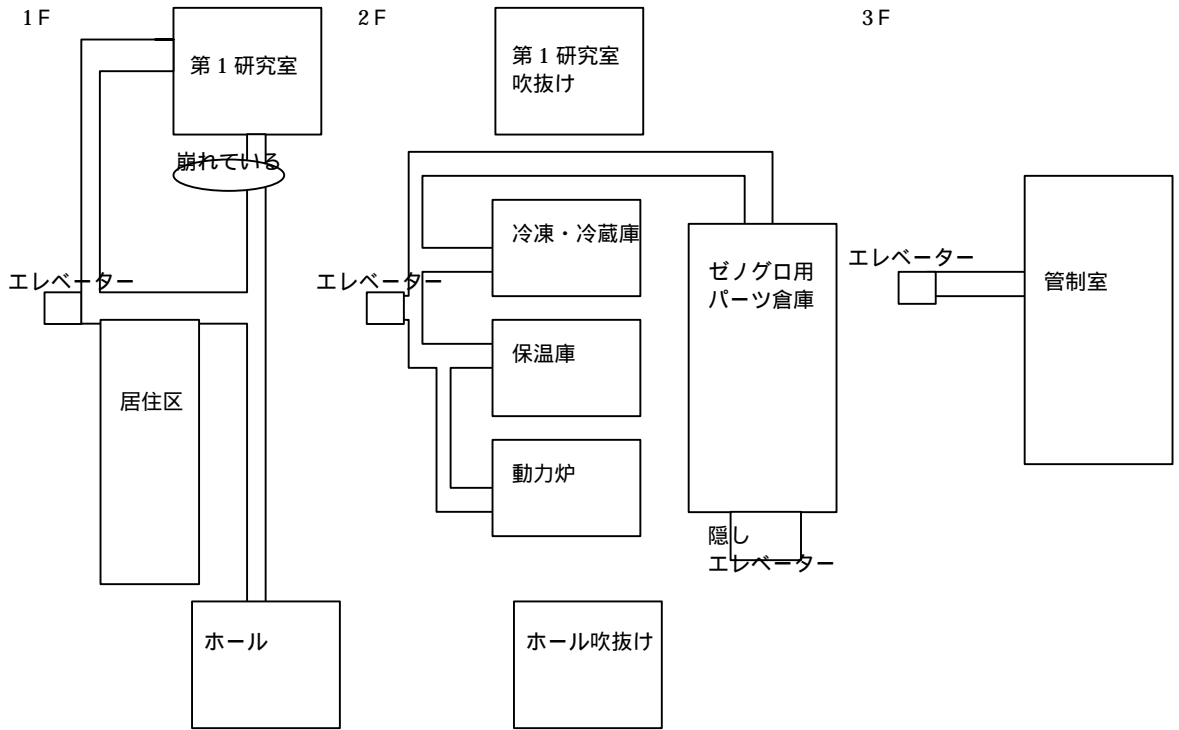 1F
第1研究室
崩れている
エレベーター
居住区
ホール
2F
第1研究室
吹抜け
エレベーター
冷凍・冷蔵庫
保温庫
動力炉
ゼノグロ用
パーツ倉庫
隠し
エレベーター
ホール吹抜け
3F
エレベーター
管制室